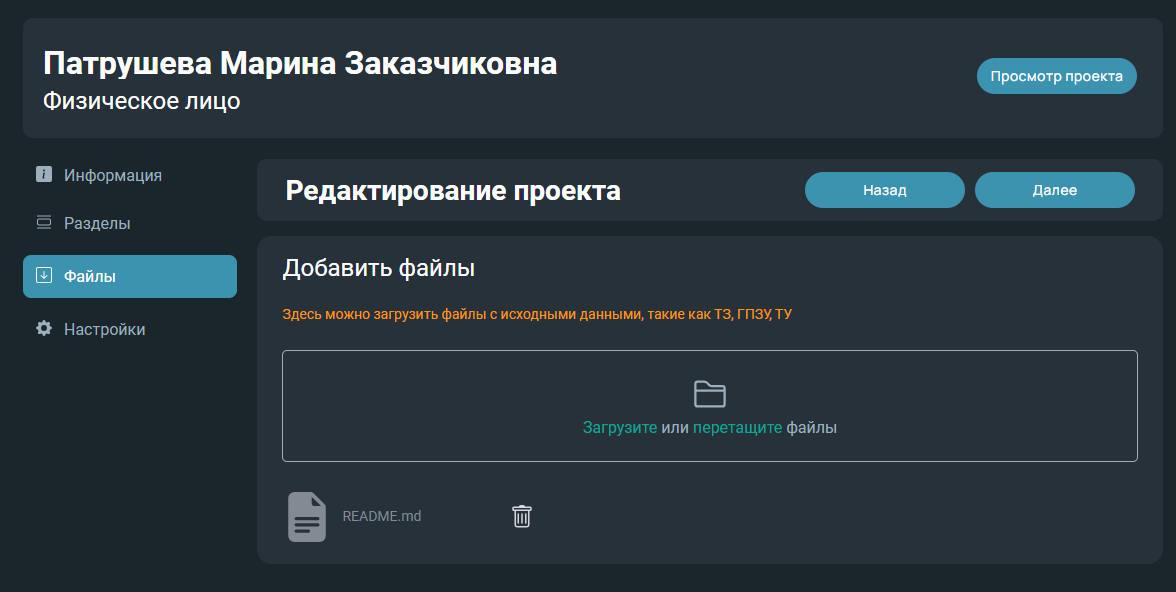 Патрушева Марина Заказчиковна
Физическое лицо
Просмотр проекта
Информация
Разделы
Файлы
Настройки
Редактирование проекта
Назад
Далее
Добавить файлы
Здесь можно загрузить файлы с исходными данными, такие как ТЗ, ГПЗУ, ТУ
Загрузите или перетащите файлы
README.md